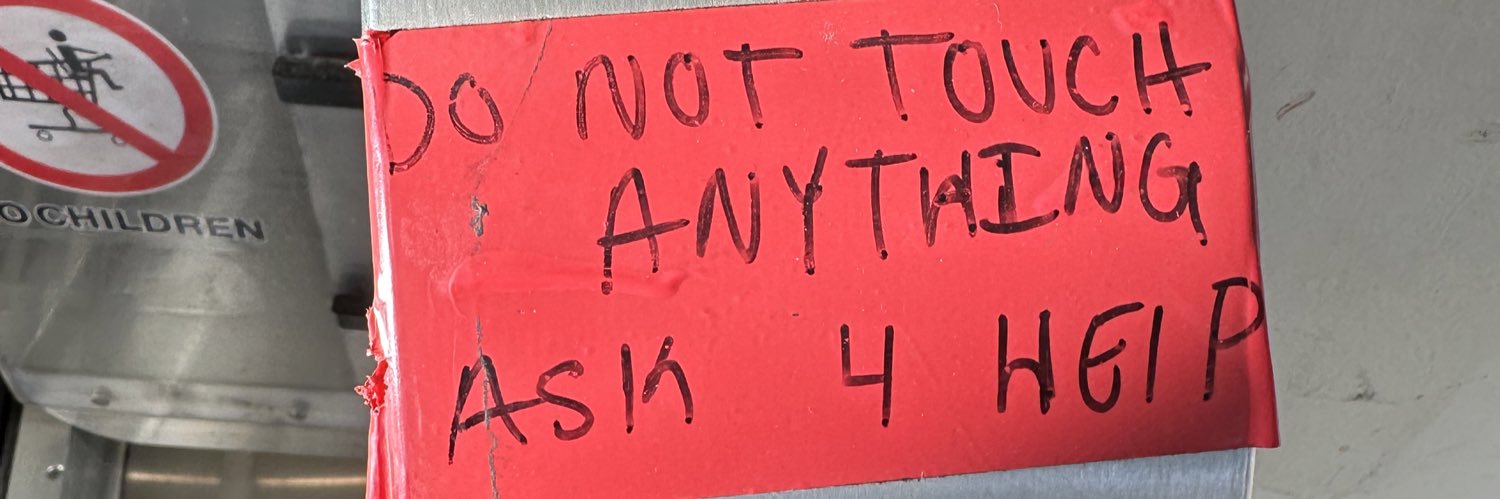 O CHILDREN
DO NOT TOUCH
ANYTHING
ASK 4 HELP